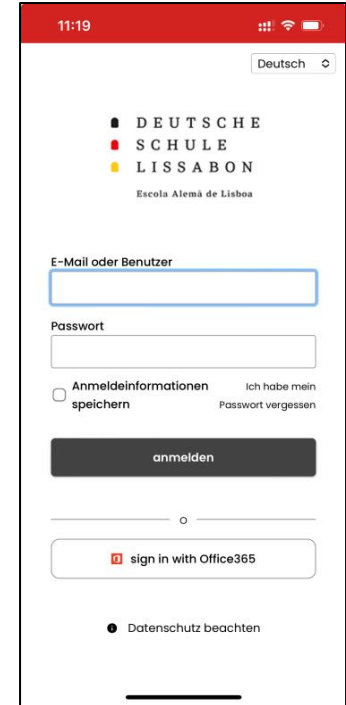 11:19
Deutsch
DEUTSCHE
SCHULE
LISSABON
Escola Alemã de Lisboa
E-Mail oder Benutzer
Passwort
Anmeldeinformationen
speichern
Ich habe mein
Passwort vergessen
anmelden
o
sign in with Office365
Datenschutz beachten